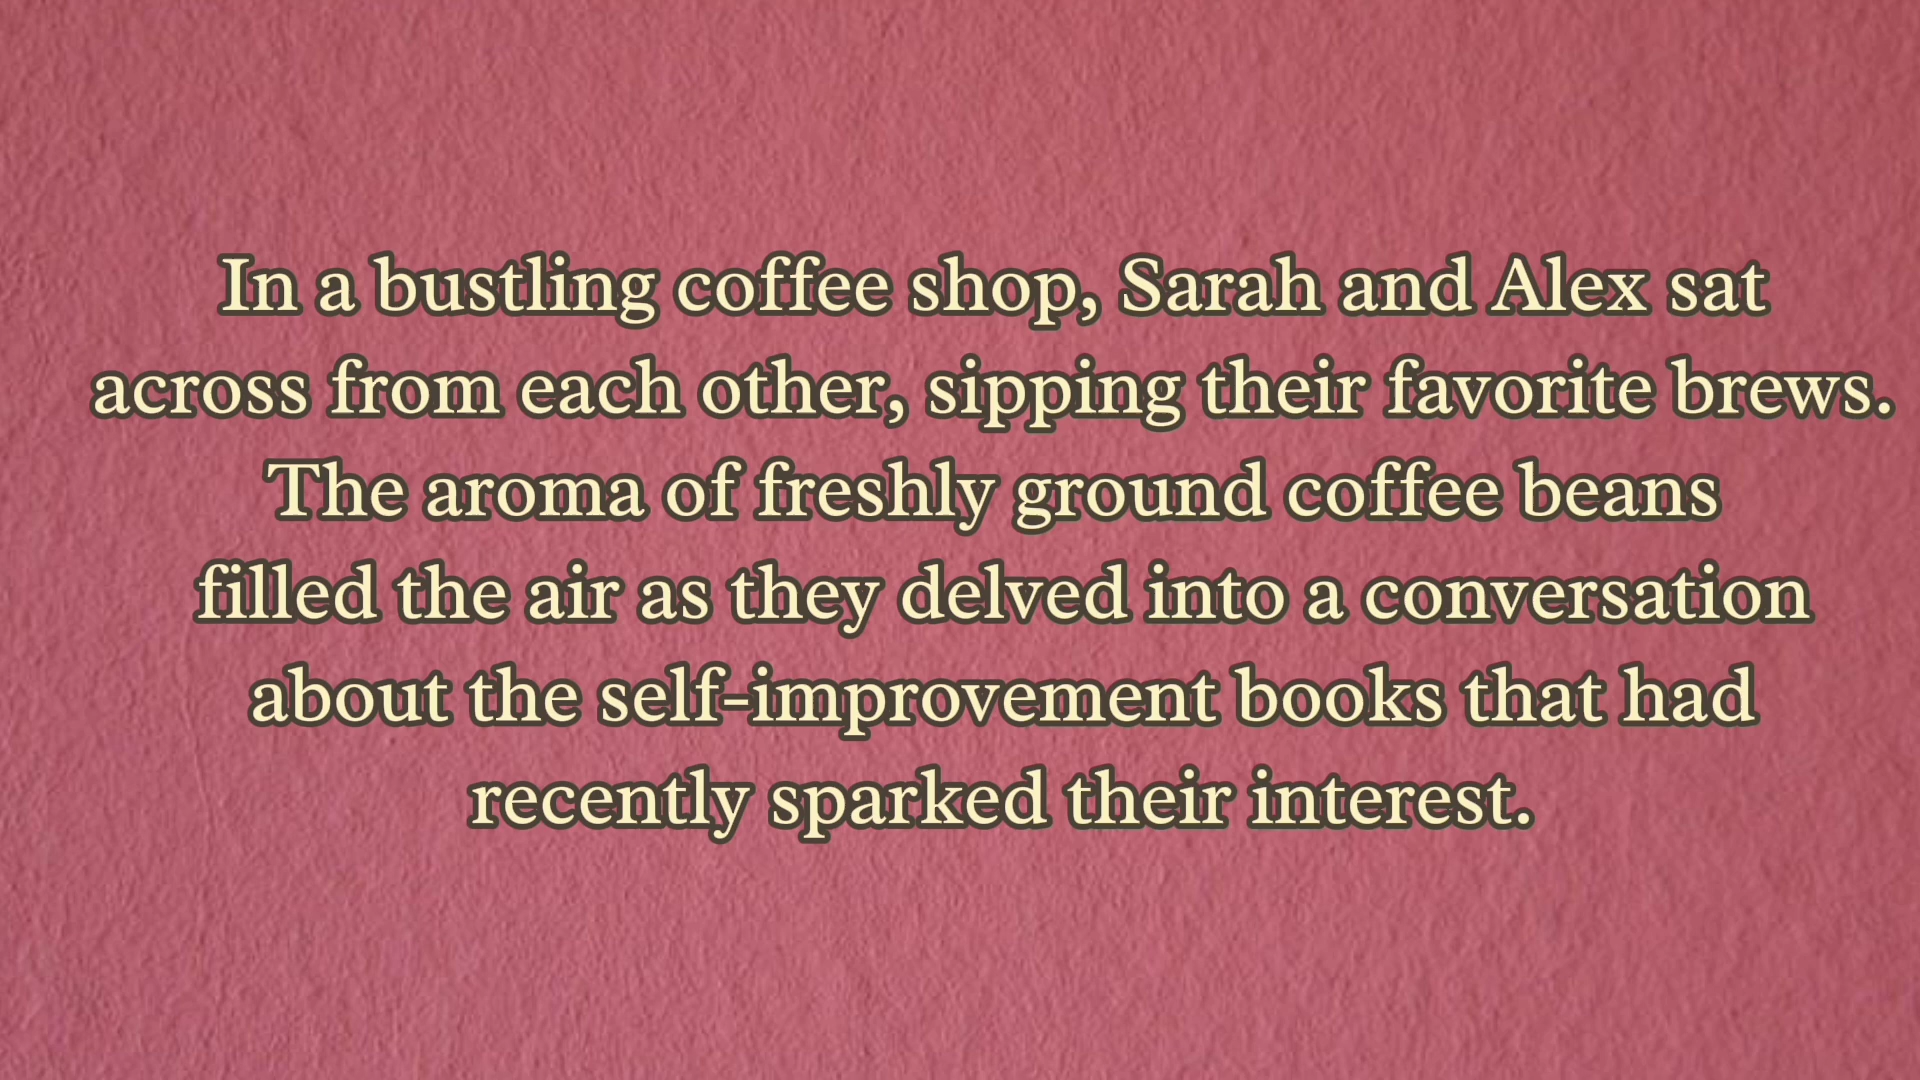 In a bustling coffee shop, Sarah and Alex sat
across from each other, sipping their favorite brews.
The aroma of freshly ground coffee beans
filled the air as they delved into a conversation
about the self-improvement books that had
recently sparked their interest.